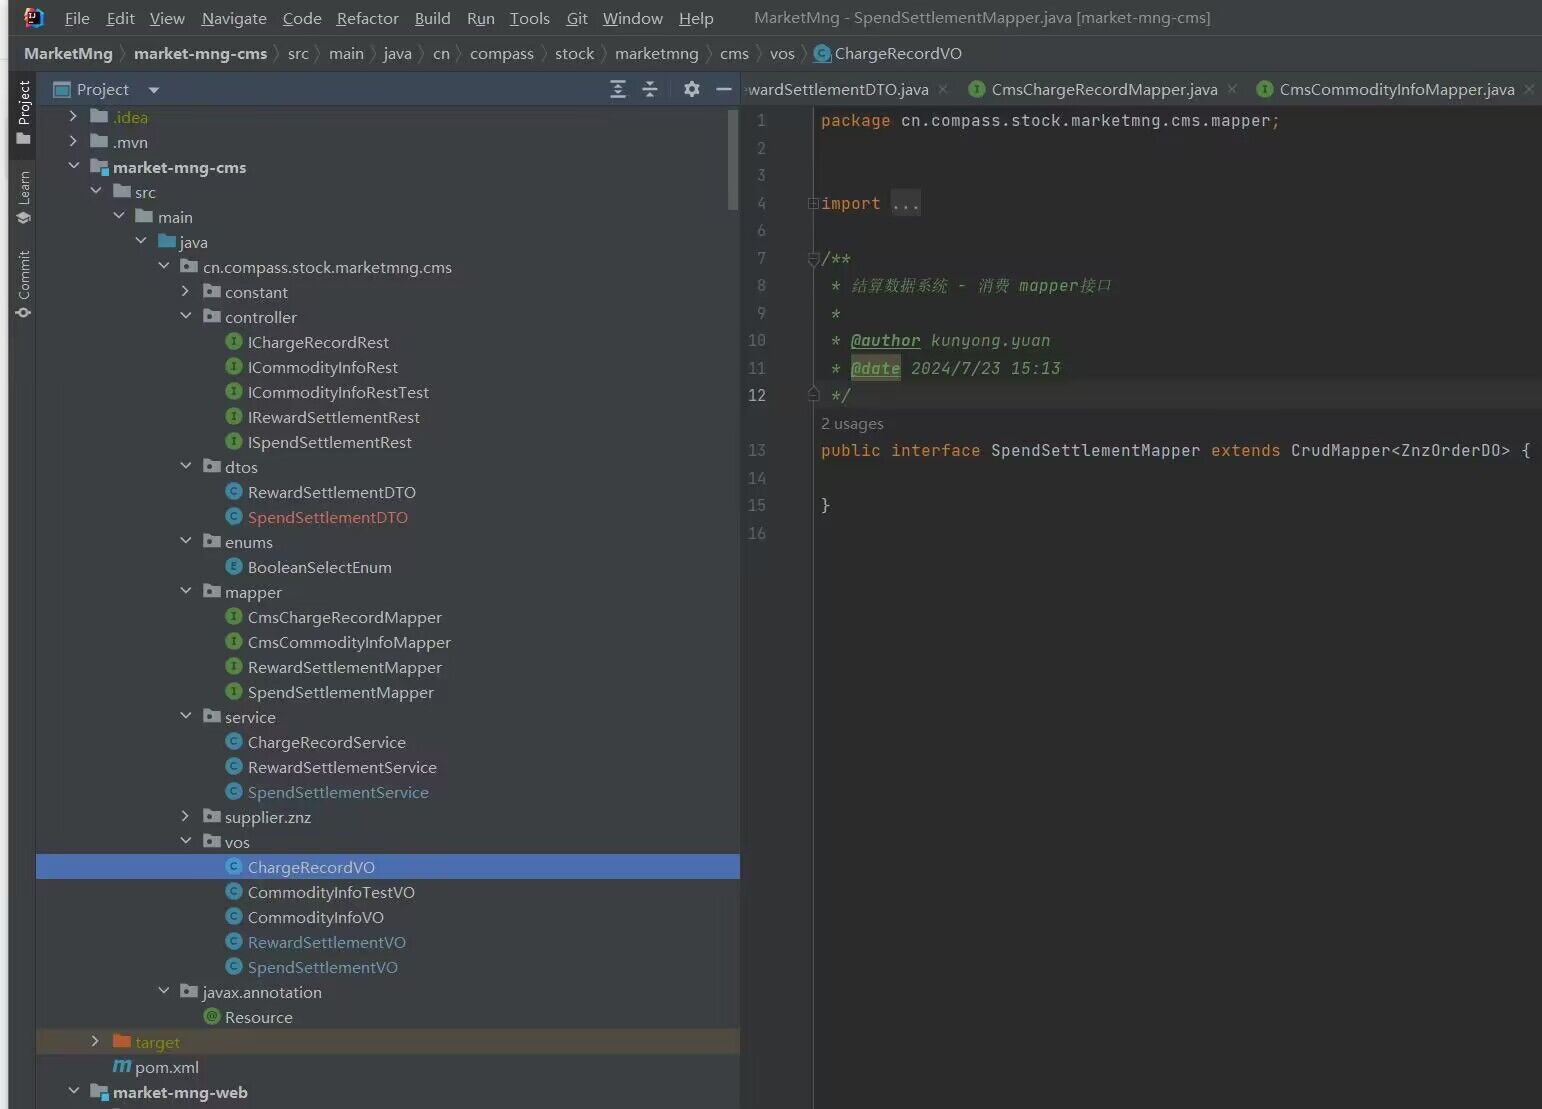 File Edit View Navigate Code Refactor Build Run Tools Git Window Help MarketMng - SpendSettlementMapper.java [market-mng-cms]
MarketMng market-mng-cms src main java cn compass stock marketmng cms vos ChargeRecordVO
Project
wardSettlementDTO.java CmsChargeRecordMapper.java CmsCommodityInfoMapper.java
Project
Learn
Commit
.idea
.mvn
market-mng-cms
src
main
java
cn.compass.stock.marketmng.cms
constant
controller
IChargeRecordRest
ICommodityInfoRest
ICommodityInfoRestTest
IRewardSettlementRest
ISpendSettlementRest
dtos
RewardSettlementDTO
SpendSettlementDTO
enums
BooleanSelectEnum
mapper
CmsChargeRecordMapper
CmsCommodityInfoMapper
RewardSettlementMapper
SpendSettlementMapper
service
ChargeRecordService
RewardSettlementService
SpendSettlementService
supplier.znz
vos
ChargeRecordVO
CommodityInfoTestVO
CommodityInfoVO
RewardSettlementVO
SpendSettlementVO
javax.annotation
Resource
target
pom.xml
market-mng-web
1 package cn.compass.stock.marketmng.cms.mapper;
2
3
4 import ...
6
7 /**
8 * 结算数据系统 - 消费 mapper接口
9 *
10 * @author kunyong.yuan
11 * @date 2024/7/23 15:13
12 */
2 usages
13 public interface SpendSettlementMapper extends CrudMapper<ZnzOrderDO> {
14
15 }
16